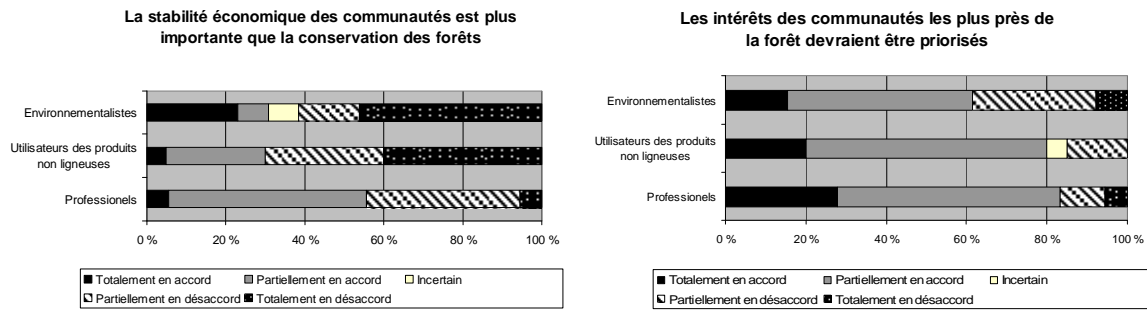 La stabilité économique des communautés est plus
importante que la conservation des forêts
Environnementalistes
Utilisateurs des produits
non ligneuses
Professionels
0 % 20 % 40 % 60 % 80 % 100 %
Totalement en accord Partiellement en accord Incertain
Partiellement en désaccord Totalement en désaccord
Les intérêts des communautés les plus près de
la forêt devraient être priorisés
Environnementalistes
Utilisateurs des produits
non ligneuses
Professionels
0 % 20 % 40 % 60 % 80 % 100 %
Totalement en accord Partiellement en accord Incertain
Partiellement en désaccord Totalement en désaccord